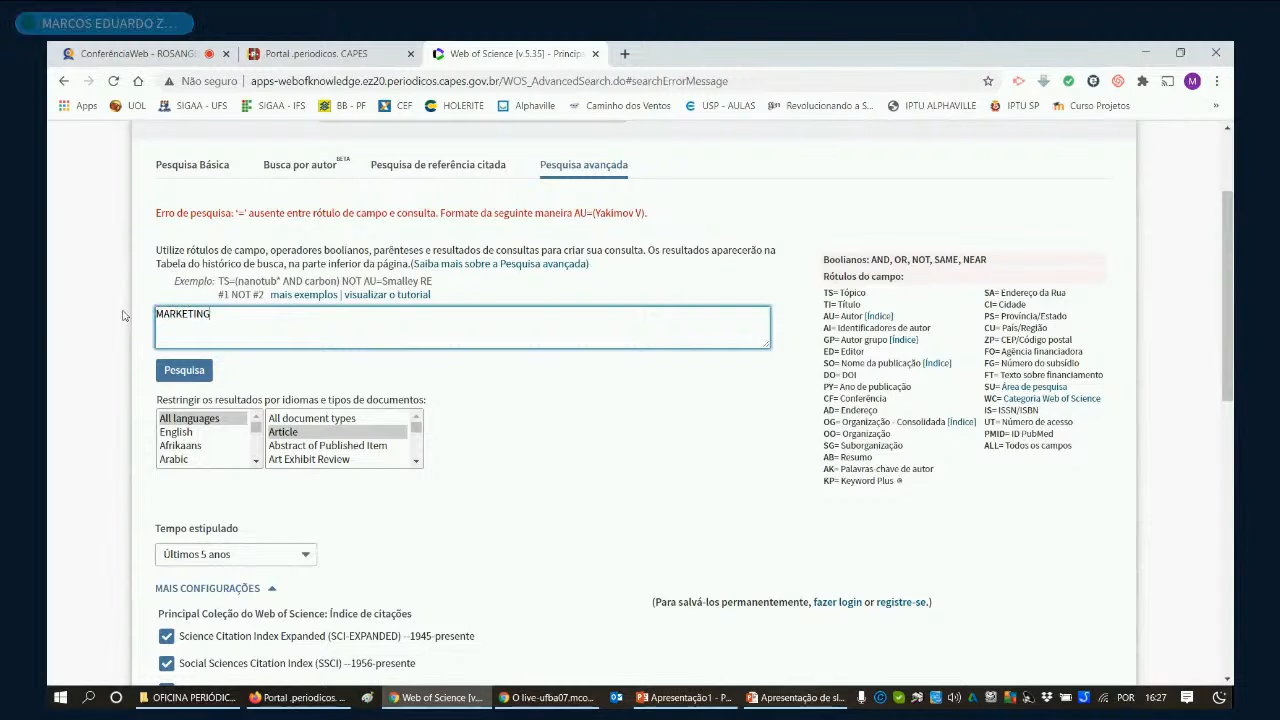 MARCOS EDUARDO Z...
ConferênciaWeb - ROSANGE
Portal .periodicos. CAPES
Web of Science [v.5.35] - Principa
Não seguro
apps-webofknowledge.ez20.periodicos.capes.gov.br/WOS_AdvancedSearch.do#searchErrorMessage
M
Apps
UOL
SIGAA - UFS
SIGAA - IFS
BB - PF
CEF
HOLERITE
Alphaville
Caminho dos Ventos
USP - AULAS
Revolucionando a S...
IPTU ALPHAVILLE
IPTU SP
Curso Projetos
Pesquisa Básica
Busca por autor BETA
Pesquisa de referência citada
Pesquisa avançada
Erro de pesquisa: '=' ausente entre rótulo de campo e consulta. Formate da seguinte maneira AU=(Yakimov V).
Utilize rótulos de campo, operadores boolianos, parênteses e resultados de consultas para criar sua consulta. Os resultados aparecerão na
Tabela do histórico de busca, na parte inferior da página.(Saiba mais sobre a Pesquisa avançada)
Exemplo: TS=(nanotub* AND carbon) NOT AU=Smalley RE
#1 NOT #2 mais exemplos | visualizar o tutorial
MARKETING
Pesquisa
Restringir os resultados por idiomas e tipos de documentos:
All languages
English
Afrikaans
Arabic
All document types
Article
Abstract of Published Item
Art Exhibit Review
Boolianos: AND, OR, NOT, SAME, NEAR
Rótulos do campo:
TS= Tópico
TI= Título
AU= Autor [Índice]
AI= Identificadores de autor
GP= Autor grupo [Índice]
ED= Editor
SO= Nome da publicação [Índice]
DO= DOI
PY= Ano de publicação
CF= Conferência
AD= Endereço
OG= Organização - Consolidada [Índice]
OO= Organização
SG= Suborganização
AB= Resumo
AK= Palavras-chave de autor
KP= Keyword Plus ®
SA= Endereço da Rua
CI= Cidade
PS= Província/Estado
CU= País/Região
ZP= CEP/Código postal
FO= Agência financiadora
FG= Número do subsídio
FT= Texto sobre financiamento
SU= Área de pesquisa
WC= Categoria Web of Science
IS= ISSN/ISBN
UT= Número de acesso
PMID= ID PubMed
ALL= Todos os campos
Tempo estipulado
Últimos 5 anos
MAIS CONFIGURAÇÕES
(Para salvá-los permanentemente, fazer login or registre-se.)
Principal Coleção do Web of Science: Índice de citações
Science Citation Index Expanded (SCI-EXPANDED) --1945-presente
Social Sciences Citation Index (SSCI) --1956-presente
OFICINA PERIÓDIC...
Portal .periodicos. ...
Web of Science [v...
O live-ufba07.mco...
Apresentação1 - P...
Apresentação de sl...
POR
16:27